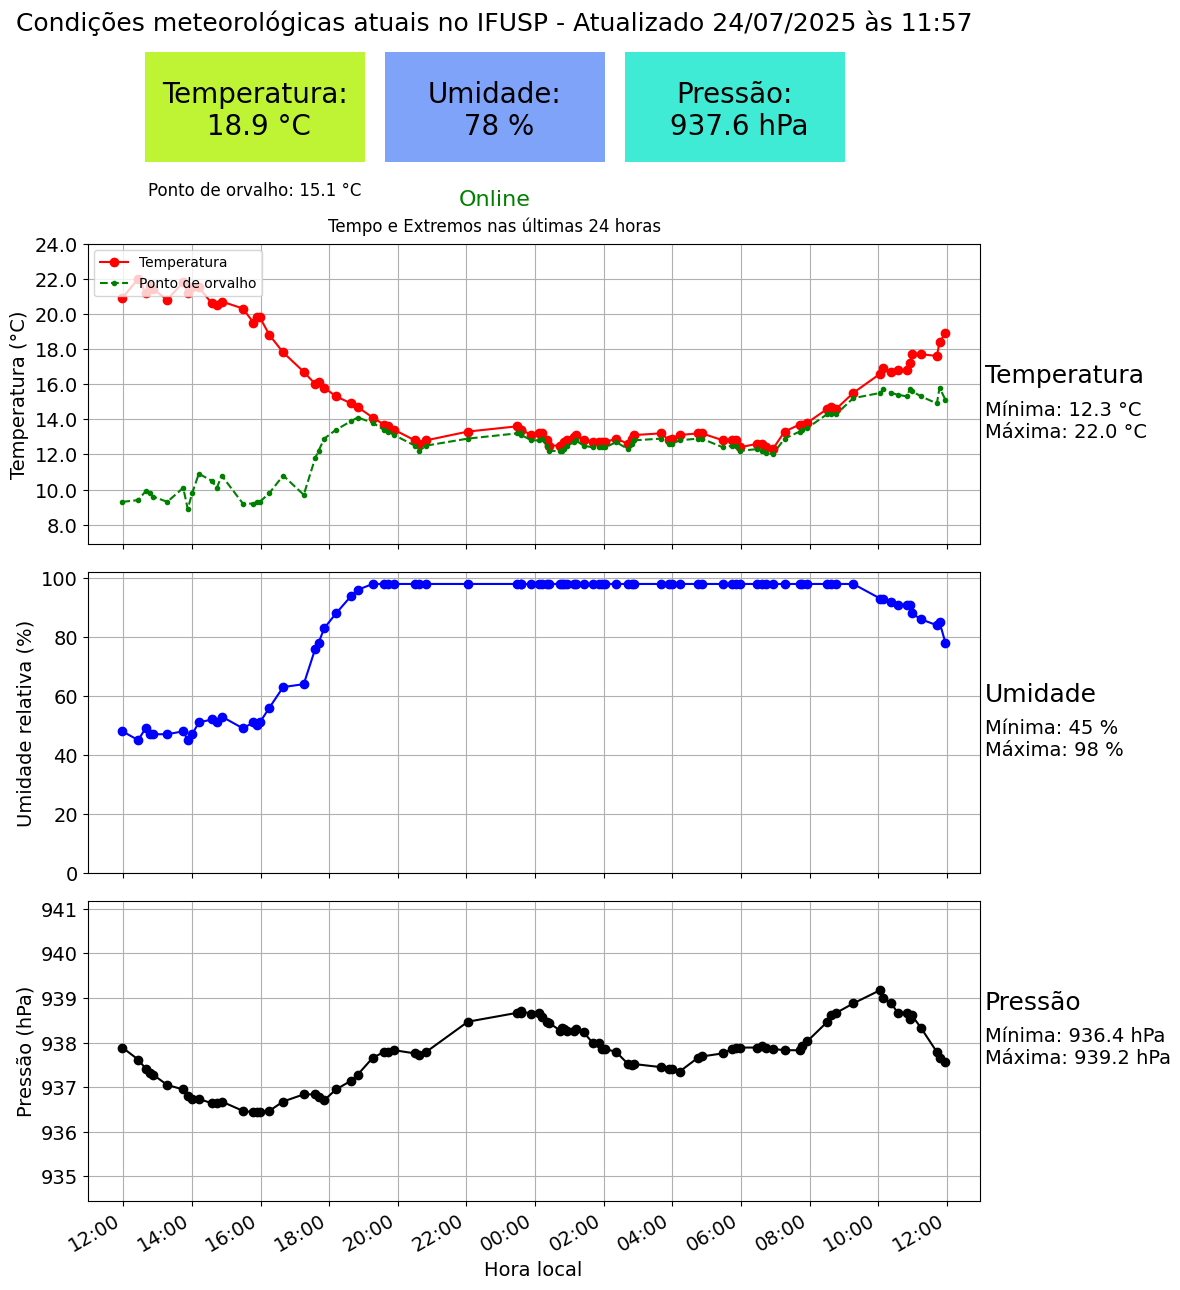 Condições meteorológicas atuais no IFUSP - Atualizado 24/07/2025 às 11:57
Temperatura:
18.9 °C
Umidade:
78 %
Pressão:
937.6 hPa
Ponto de orvalho: 15.1 °C
Online
Tempo e Extremos nas últimas 24 horas
Temperatura (°C)
24.0
22.0
20.0
18.0
16.0
14.0
12.0
10.0
8.0
Temperatura
Ponto de orvalho
Temperatura
Mínima: 12.3 °C
Máxima: 22.0 °C
Umidade relativa (%)
100
80
60
40
20
0
Umidade
Mínima: 45 %
Máxima: 98 %
Pressão (hPa)
941
940
939
938
937
936
935
Pressão
Mínima: 936.4 hPa
Máxima: 939.2 hPa
12:00 14:00 16:00 18:00 20:00 22:00 00:00 02:00 04:00 06:00 08:00 10:00 12:00
Hora local